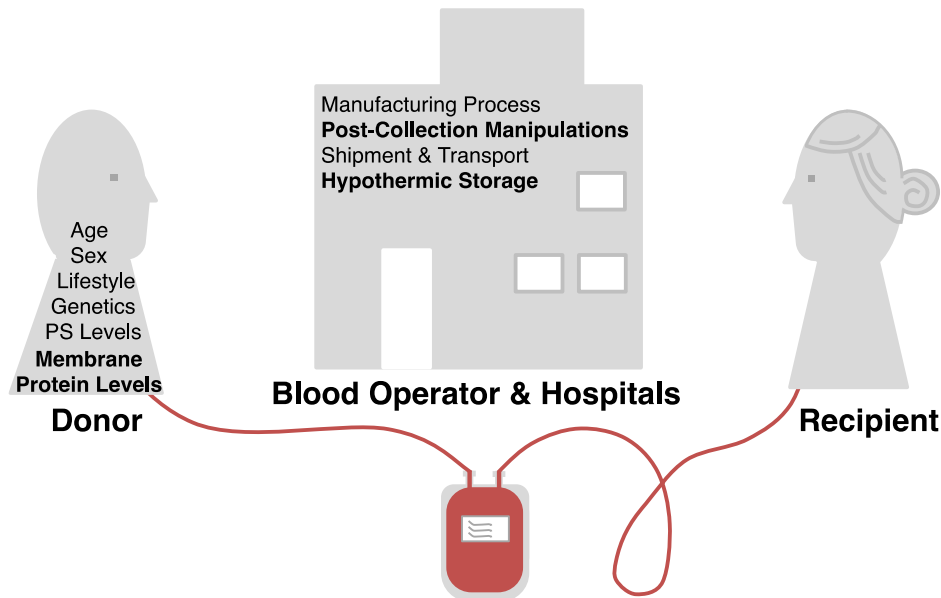 Manufacturing Process
Post-Collection Manipulations
Shipment & Transport
Hypothermic Storage
Age
Sex
Lifestyle
Genetics
PS Levels
Membrane
Protein Levels
Donor
Blood Operator & Hospitals
Recipient